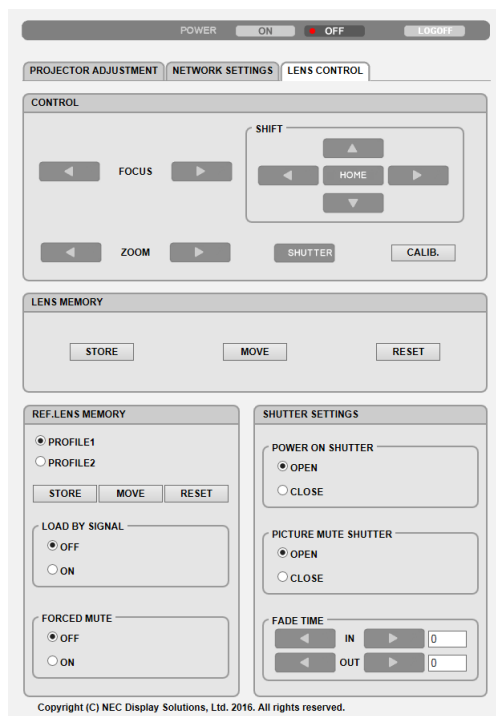 POWER ON OFF LOGOFF
PROJECTOR ADJUSTMENT NETWORK SETTINGS LENS CONTROL
CONTROL
SHIFT
FOCUS
HOME
ZOOM
SHUTTER
CALIB.
LENS MEMORY
STORE MOVE RESET
REF.LENS MEMORY
PROFILE1
PROFILE2
STORE MOVE RESET
LOAD BY SIGNAL
OFF
ON
FORCED MUTE
OFF
ON
SHUTTER SETTINGS
POWER ON SHUTTER
OPEN
CLOSE
PICTURE MUTE SHUTTER
OPEN
CLOSE
FADE TIME
IN 0
OUT 0
Copyright (C) NEC Display Solutions, Ltd. 2016. All rights reserved.